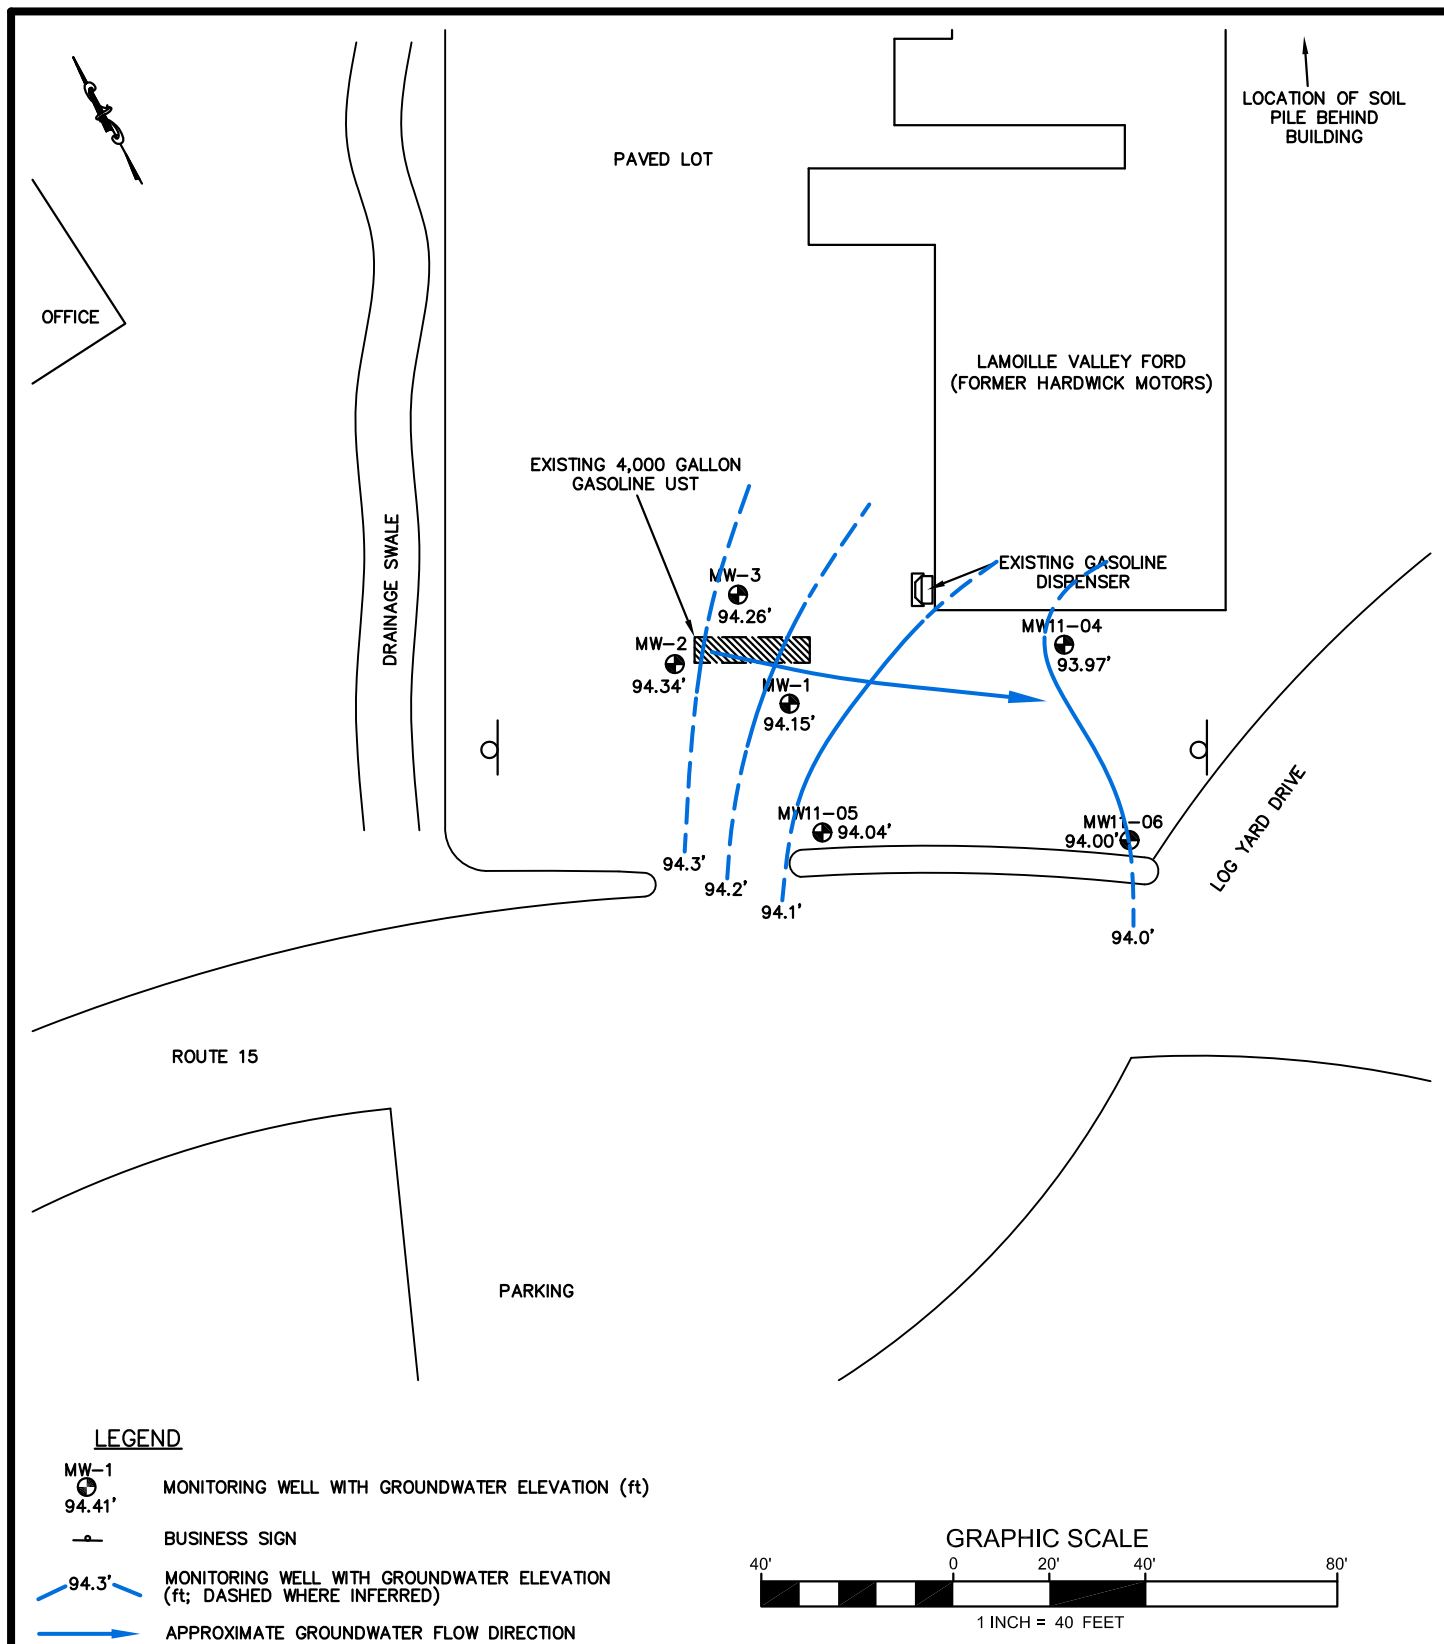 LOCATION OF SOIL
PILE BEHIND
BUILDING
PAVED LOT
OFFICE
LAMOILLE VALLEY FORD
(FORMER HARDWICK MOTORS)
EXISTING 4,000 GALLON
GASOLINE UST
DRAINAGE SWALE
EXISTING GASOLINE
DISPENSER
MW-3
94.26'
MW-2
94.34'
MW-1
94.15'
MW11-04
93.97'
MW11-05
94.04'
MW11-06
94.00'
LOG YARD DRIVE
94.3'
94.2'
94.1'
94.0'
ROUTE 15
PARKING
LEGEND
MW-1
94.41'
MONITORING WELL WITH GROUNDWATER ELEVATION (ft)
BUSINESS SIGN
94.3'
MONITORING WELL WITH GROUNDWATER ELEVATION
(ft; DASHED WHERE INFERRED)
APPROXIMATE GROUNDWATER FLOW DIRECTION
GRAPHIC SCALE
40' 0 20' 40' 80'
1 INCH = 40 FEET